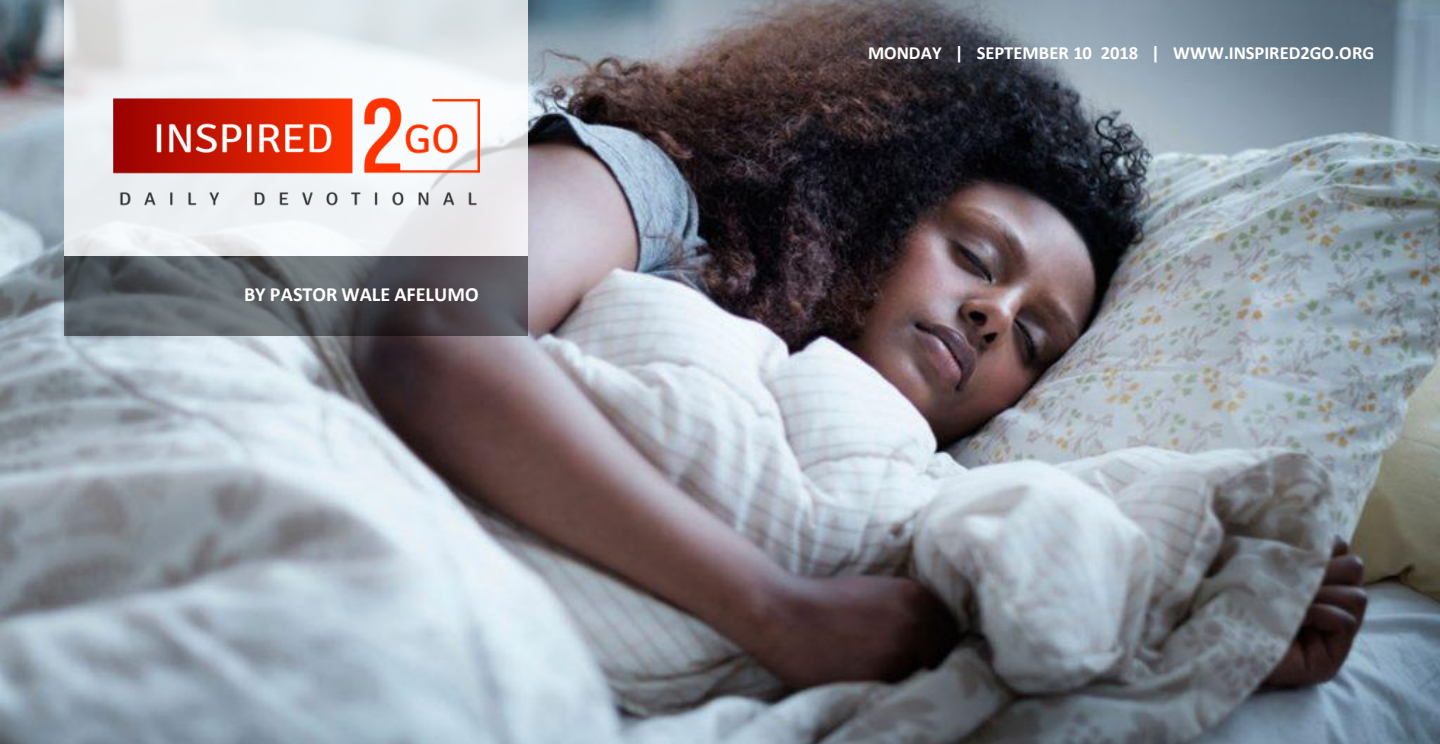 MONDAY | SEPTEMBER 10 2018 | WWW.INSPIRED2GO.ORG
INSPIRED 2GO
DAILY DEVOTIONAL
BY PASTOR WALE AFELUMO